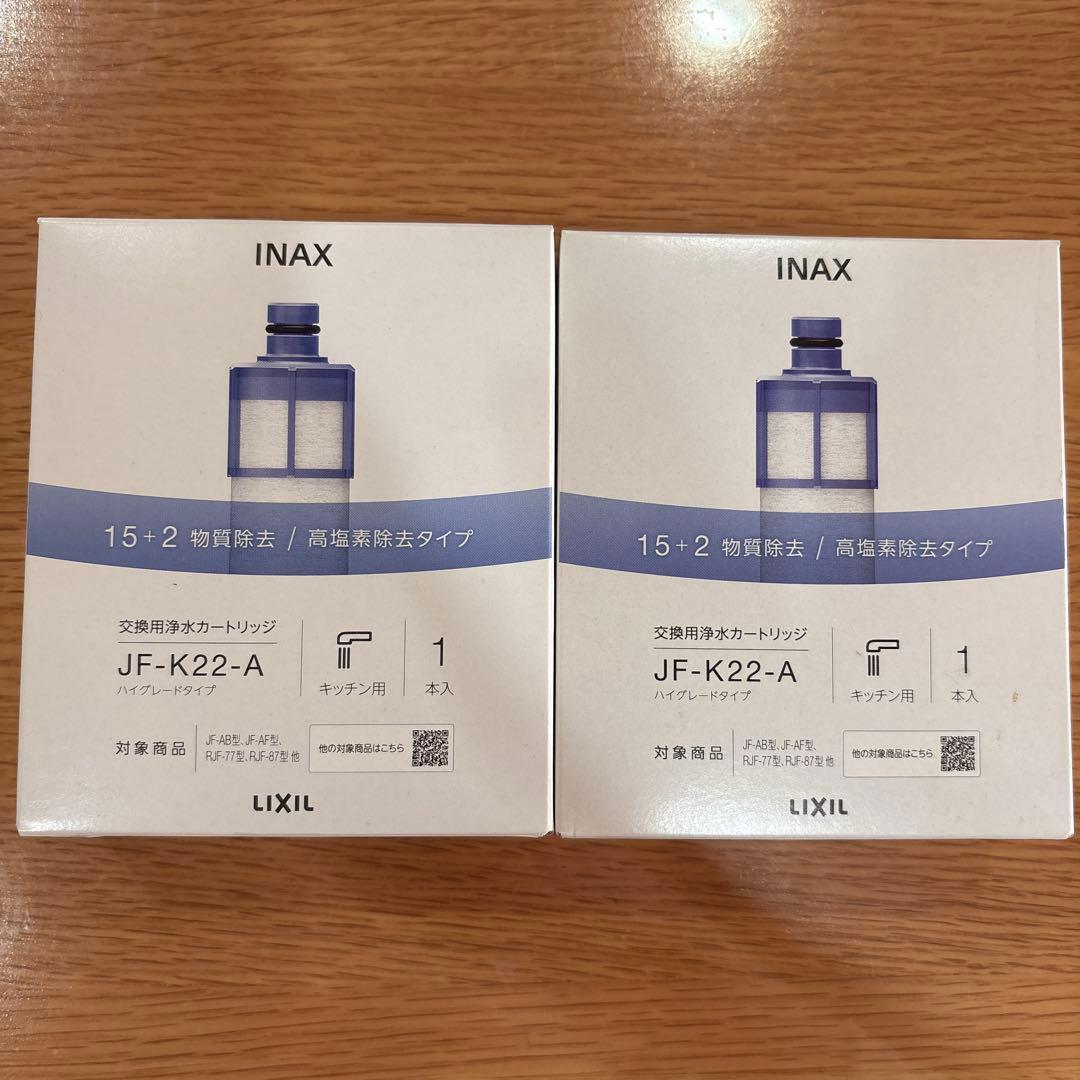 INAX
15+2 物質除去 / 高塩素除去タイプ
交換用浄水カートリッジ
JF-K22-A
ハイグレードタイプ
キッチン用
1
本入
対象商品
JF-AB型、JF-AF型、
RJF-77型、RJF-87型 他
他の対象商品はこちら
LIXIL
INAX
15+2 物質除去 / 高塩素除去タイプ
交換用浄水カートリッジ
JF-K22-A
ハイグレードタイプ
キッチン用
1
本入
対象商品
JF-AB型、JF-AF型、
RJF-77型、RJF-87型 他
他の対象商品はこちら
LIXIL